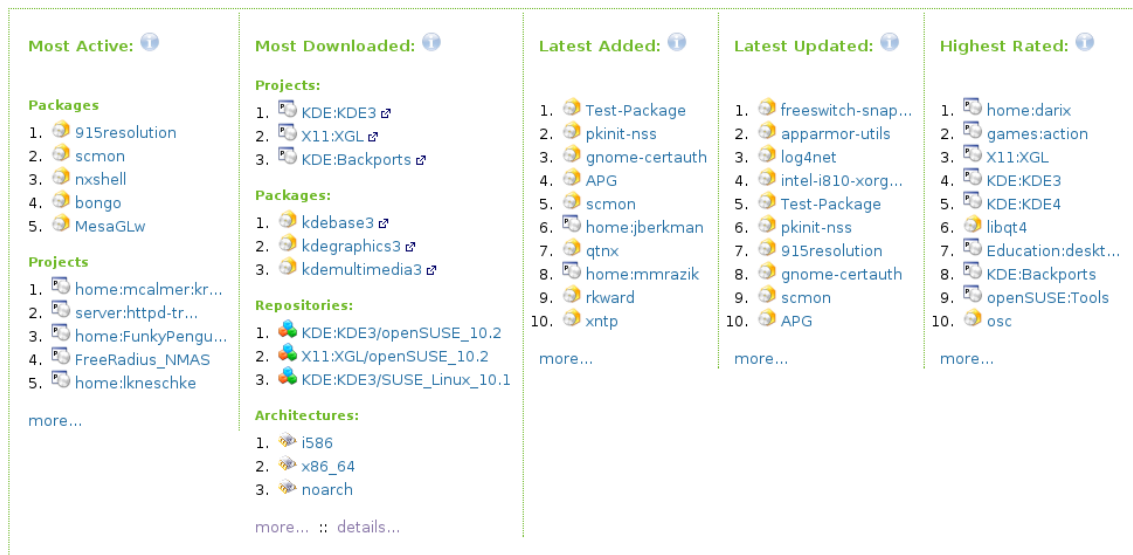 Most Active:
Packages
1. 915resolution
2. scmon
3. nxshell
4. bongo
5. MesaGLw
Projects
1. home:mcalmer:kr...
2. server:httpd-tr...
3. home:FunkyPengu...
4. FreeRadius_NMAS
5. home:lkneschke
more...
Most Downloaded:
Projects:
1. KDE:KDE3
2. X11:XGL
3. KDE:Backports
Packages:
1. kdebase3
2. kdegraphics3
3. kdemultimedia3
Repositories:
1. KDE:KDE3/openSUSE_10.2
2. X11:XGL/openSUSE_10.2
3. KDE:KDE3/SUSE_Linux_10.1
Architectures:
1. i586
2. x86_64
3. noarch
more... :: details...
Latest Added:
1. Test-Package
2. pkinit-nss
3. gnome-certauth
4. APG
5. scmon
6. home:jberkman
7. qtnx
8. home:mmrazik
9. rkward
10. xntp
more...
Latest Updated:
1. freeswitch-snap...
2. apparmor-utils
3. log4net
4. intel-i810-xorg...
5. Test-Package
6. pkinit-nss
7. 915resolution
8. gnome-certauth
9. scmon
10. APG
more...
Highest Rated:
1. home:darix
2. games:action
3. X11:XGL
4. KDE:KDE3
5. KDE:KDE4
6. libqt4
7. Education:deskt...
8. KDE:Backports
9. openSUSE:Tools
10. osc
more...